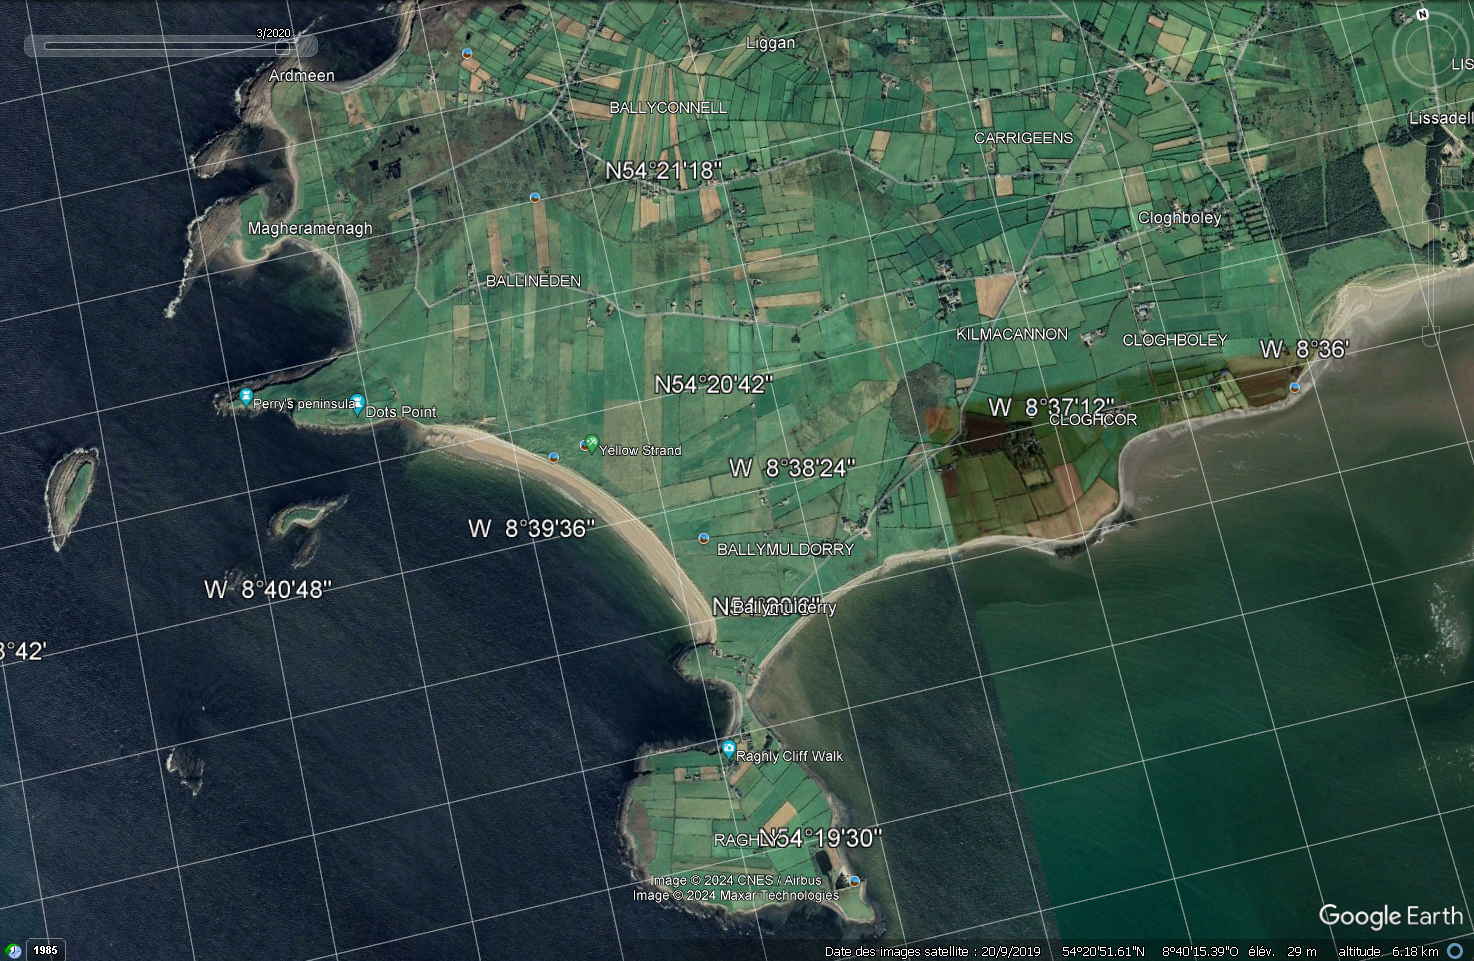 3/2020
N
Liggan
LIS
Ardmeen
BALLYCONNELL
Lissadell
CARRIGEENS
N54°21'18"
Cloghboley
Magheramenagh
BALLINEDEN
KILMACANNON
CLOGHBOLEY
W 8°36'
N54°20'42"
Perry's peninsula
Dots Point
W 8°37'12"
CLOGHCOR
Yellow Strand
W 8°38'24"
W 8°39'36"
BALLYMULDORRY
W 8°40'48"
Ballymulderry
8°42'
Raghly Cliff Walk
RAGHLY
N54°19'30"
Image © 2024 CNES / Airbus
Image © 2024 Maxar Technologies
Google Earth
1985
Date des images satellite : 20/9/2019 54°20'51.61"N 8°40'15.39"O élév. 29 m altitude 6.18 km